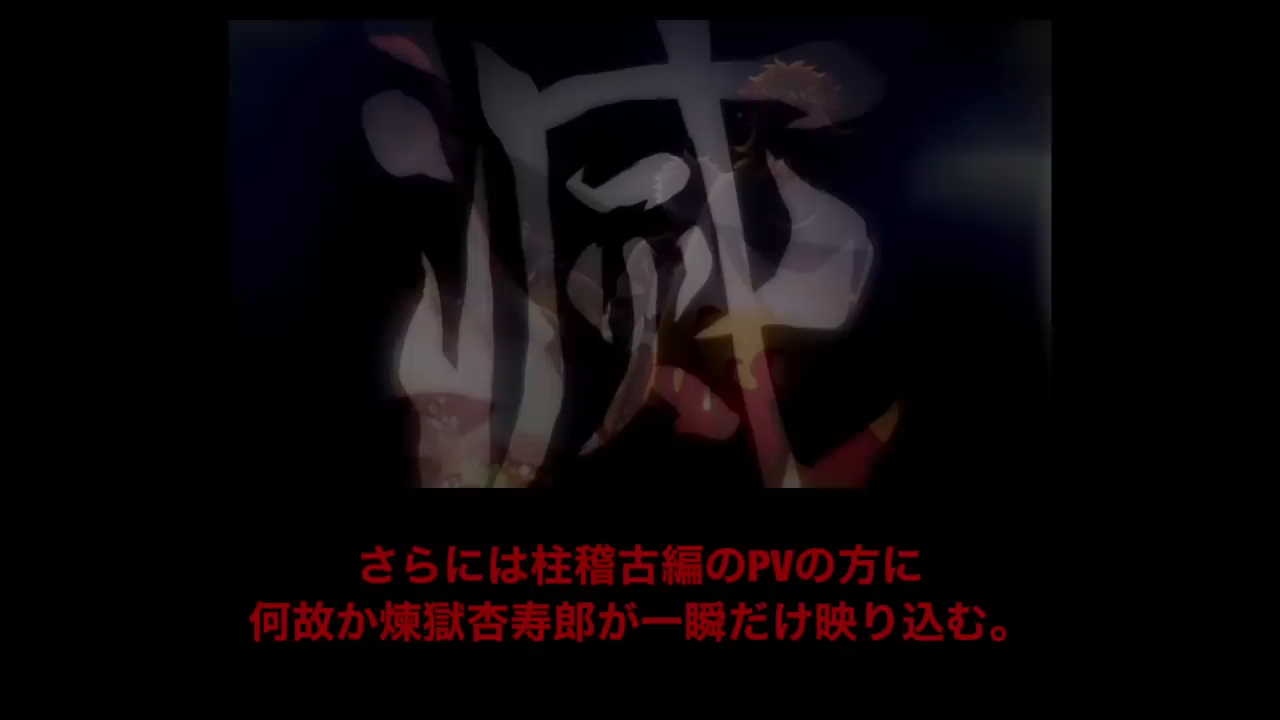 滅
さらには柱稽古編のPVの方に
何故か煉獄杏寿郎が一瞬だけ映り込む。